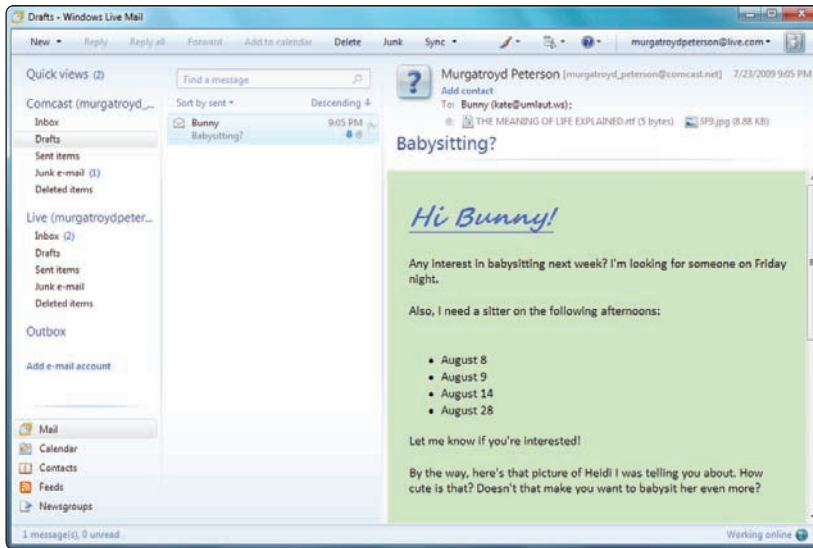 Drafts - Windows Live Mail
New Reply Reply all Forward Add to calendar Delete Junk Sync murgatroydpeterson@live.com
Quick views (2)
Comcast (murgatroyd_...
Inbox
Drafts
Sent items
Junk e-mail (1)
Deleted items
Live (murgatroydpeter...
Inbox (2)
Drafts
Sent items
Junk e-mail
Deleted items
Outbox
Add e-mail account
Mail
Calendar
Contacts
Feeds
Newsgroups
Find a message
Sort by sent Descending
Bunny 9:05 PM
Babysitting?
Murgatroyd Peterson [murgatroyd_peterson@comcast.net] 7/23/2009 9:05 PM
Add contact
To: Bunny (kate@umlaut.ws);
THE MEANING OF LIFE EXPLAINED.rtf (5 bytes) 5F9.jpg (8.88 KB)
Babysitting?
Hi Bunny!
Any interest in babysitting next week? I'm looking for someone on Friday
night.
Also, I need a sitter on the following afternoons:
• August 8
• August 9
• August 14
• August 28
Let me know if you're interested!
By the way, here's that picture of Heidi I was telling you about. How
cute is that? Doesn't that make you want to babysit her even more?
1 message(s), 0 unread
Working online